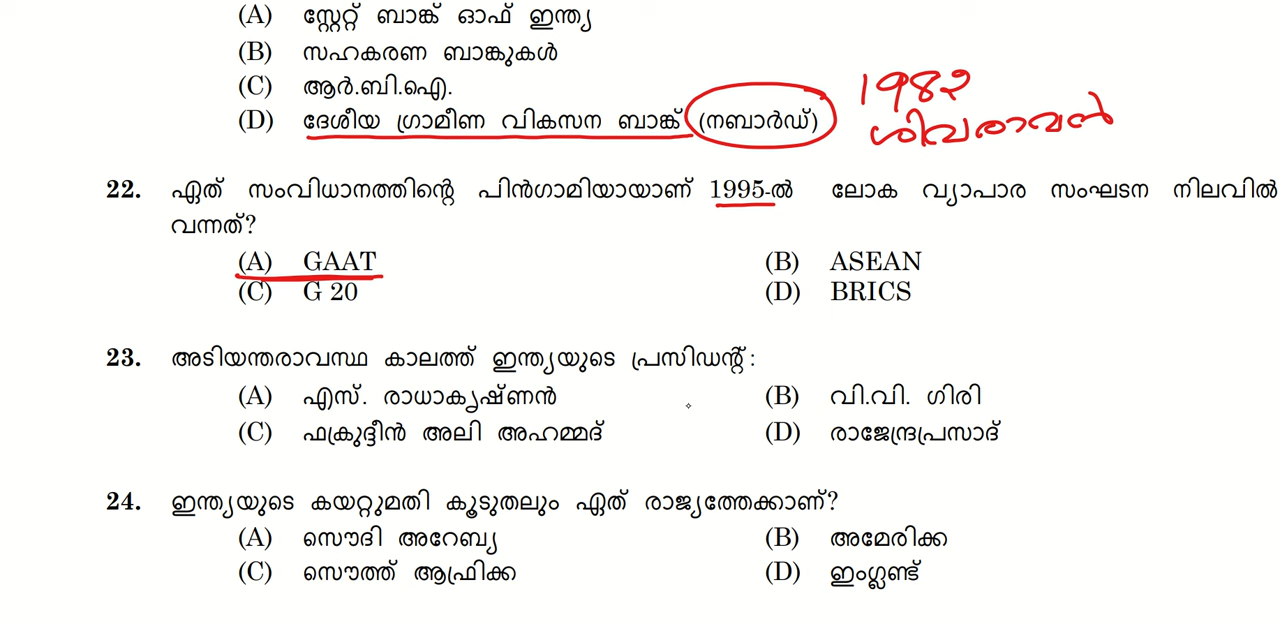 (A) സ്റ്റേറ്റ് ബാങ്ക് ഓഫ് ഇന്ത്യ
(B) സഹകരണ ബാങ്കുകൾ
(C) ആർ.ബി.ഐ.
(D) ദേശീയ ഗ്രാമീണ വികസന ബാങ്ക് (നബാർഡ്)
1982
ശിവരാവൻ
22. ഏത് സംവിധാനത്തിന്റെ പിൻഗാമിയായാണ് 1995-ൽ ലോക വ്യാപാര സംഘടന നിലവിൽ
വന്നത്?
(A) GAAT (B) ASEAN
(C) G 20 (D) BRICS
23. അടിയന്തരാവസ്ഥ കാലത്ത് ഇന്ത്യയുടെ പ്രസിഡന്റ് :
(A) എസ്. രാധാകൃഷ്ണൻ (B) വി.വി. ഗിരി
(C) ഫക്രുദ്ദീൻ അലി അഹമ്മദ് (D) രാജേന്ദ്രപ്രസാദ്
24. ഇന്ത്യയുടെ കയറ്റുമതി കൂടുതലും ഏത് രാജ്യത്തേക്കാണ്?
(A) സൌദി അറേബ്യ (B) അമേരിക്ക
(C) സൌത്ത് ആഫ്രിക്ക (D) ഇംഗ്ലണ്ട്